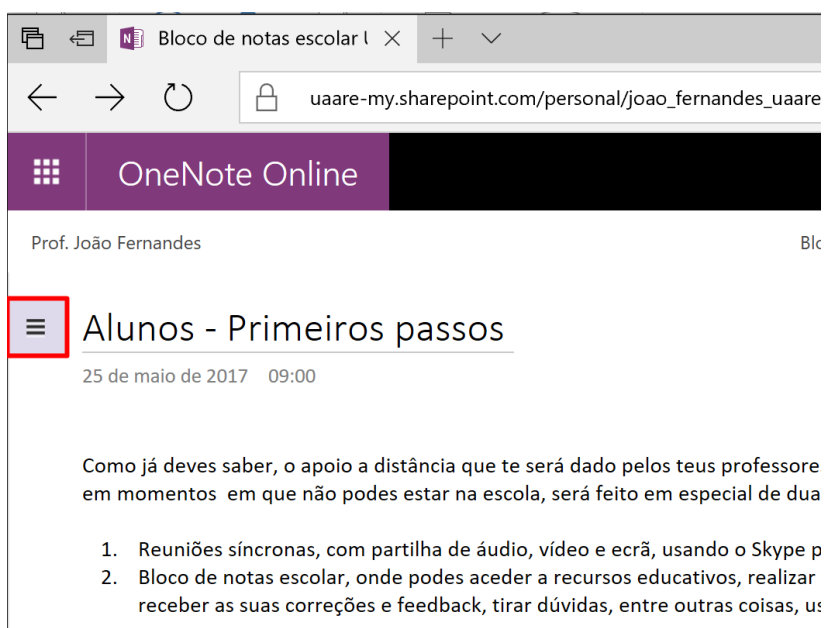 Bloco de notas escolar
uaare-my.sharepoint.com/personal/joao_fernandes_uaare
OneNote Online
Prof. João Fernandes
Alunos - Primeiros passos
25 de maio de 2017 09:00
Como já deves saber, o apoio a distância que te será dado pelos teus professore
em momentos em que não podes estar na escola, será feito em especial de dua
1. Reuniões síncronas, com partilha de áudio, vídeo e ecrã, usando o Skype p
2. Bloco de notas escolar, onde podes aceder a recursos educativos, realizar
receber as suas correções e feedback, tirar dúvidas, entre outras coisas, us